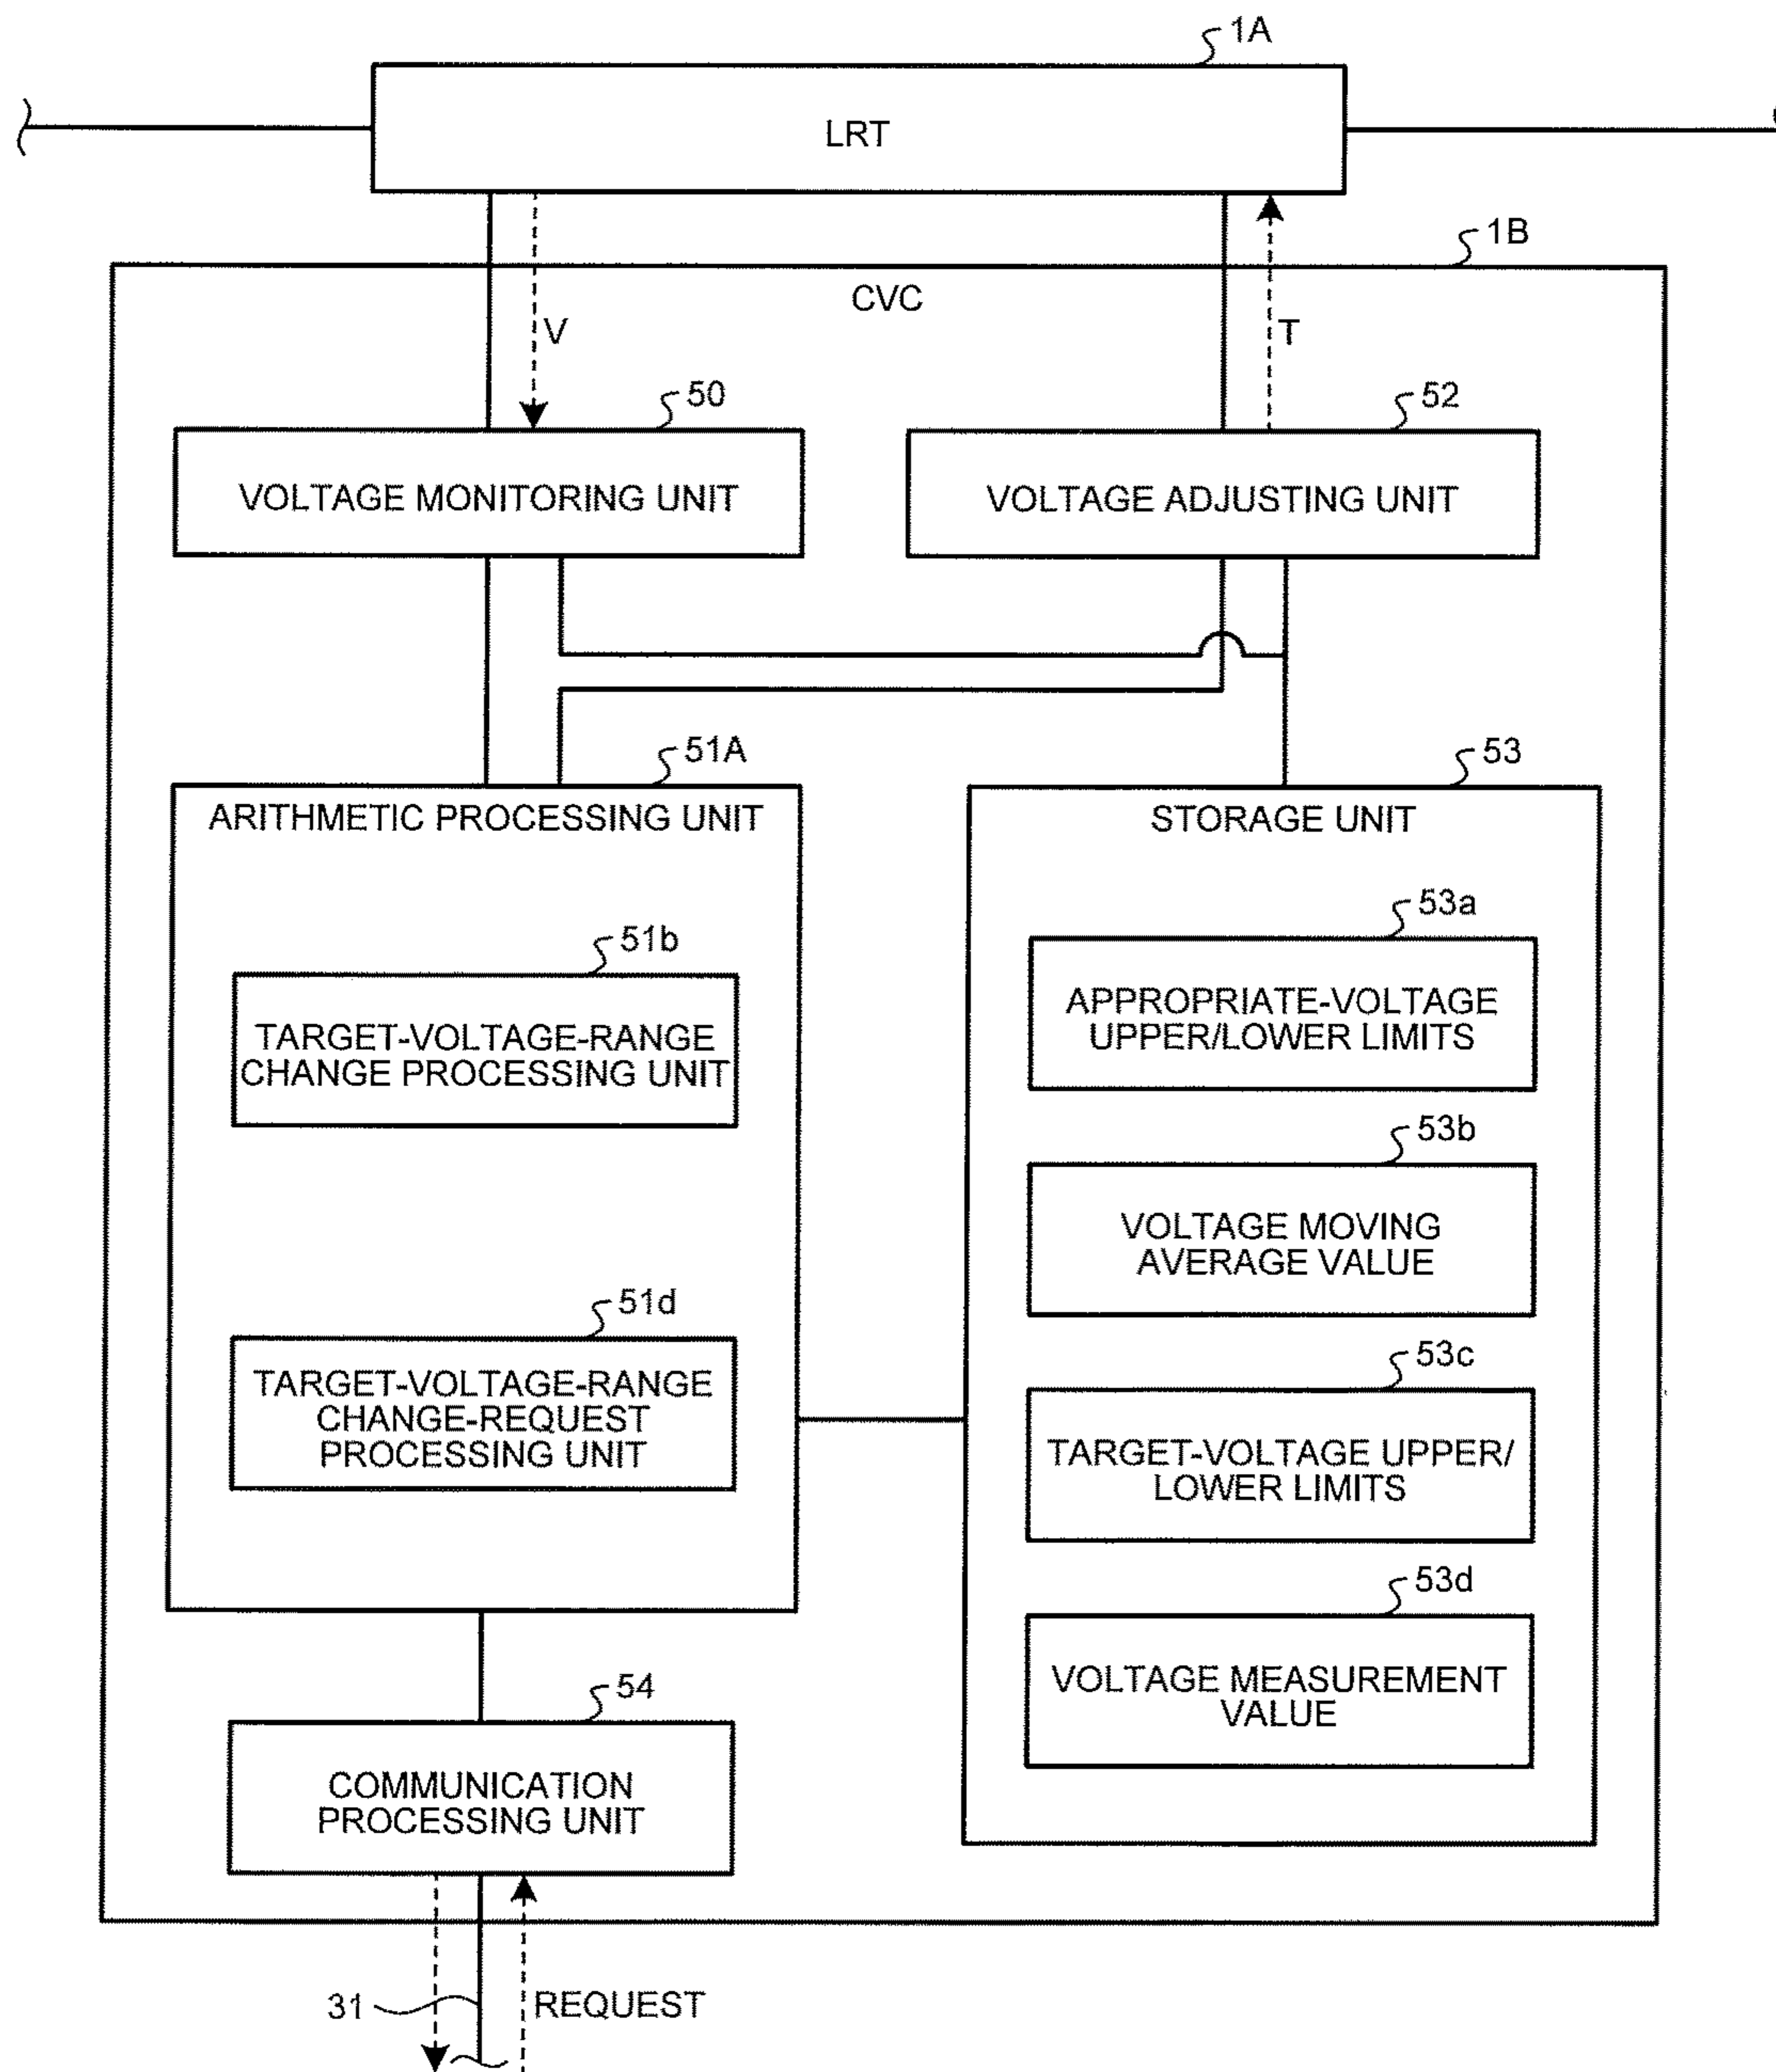 1A
LRT
1B
CVC
V
T
50
52
VOLTAGE MONITORING UNIT
VOLTAGE ADJUSTING UNIT
51A
53
ARITHMETIC PROCESSING UNIT
STORAGE UNIT
53a
APPROPRIATE-VOLTAGE
UPPER/LOWER LIMITS
51b
TARGET-VOLTAGE-RANGE
CHANGE PROCESSING UNIT
53b
VOLTAGE MOVING
AVERAGE VALUE
51d
TARGET-VOLTAGE-RANGE
CHANGE-REQUEST
PROCESSING UNIT
53c
TARGET-VOLTAGE UPPER/
LOWER LIMITS
53d
VOLTAGE MEASUREMENT
VALUE
54
COMMUNICATION
PROCESSING UNIT
31
REQUEST